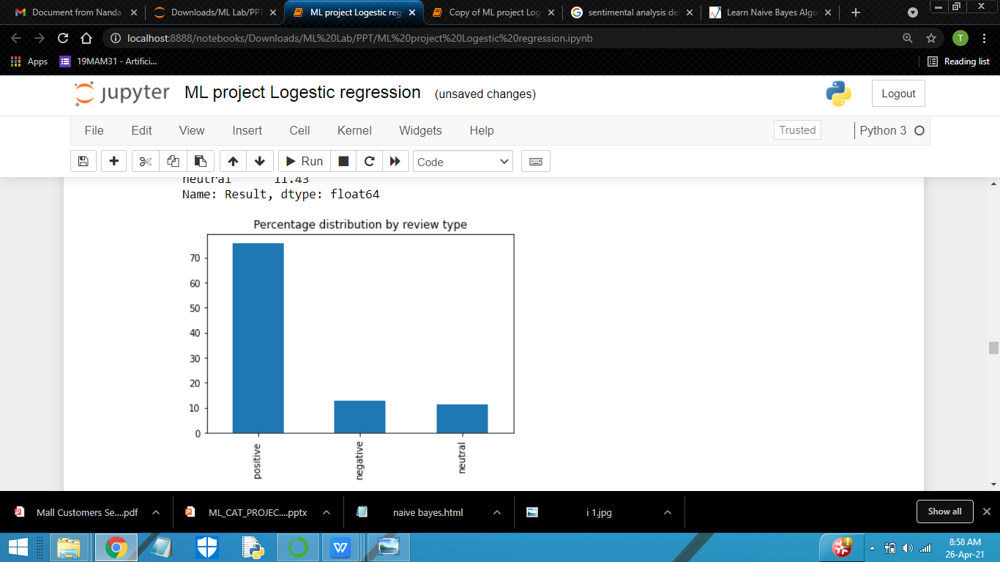 Document from Nanda
Downloads/ML Lab/PPT
ML project Logestic reg
Copy of ML project Log
sentimental analysis def
Learn Naive Bayes Algo
localhost:8888/notebooks/Downloads/ML%20Lab/PPT/ML%20project%20Logestic%20regression.ipynb
T
Apps
19MAM31 - Artifici...
Reading list
jupyter
ML project Logestic regression
(unsaved changes)
Logout
File
Edit
View
Insert
Cell
Kernel
Widgets
Help
Trusted
Python 3
Run
Code
neutral 11.43
Name: Result, dtype: float64
Percentage distribution by review type
70
60
50
40
30
20
10
0
positive
negative
neutral
Mall Customers Se....pdf
ML_CAT_PROJEC....pptx
naive bayes.html
i 1.jpg
Show all
W
8:58 AM
26-Apr-21